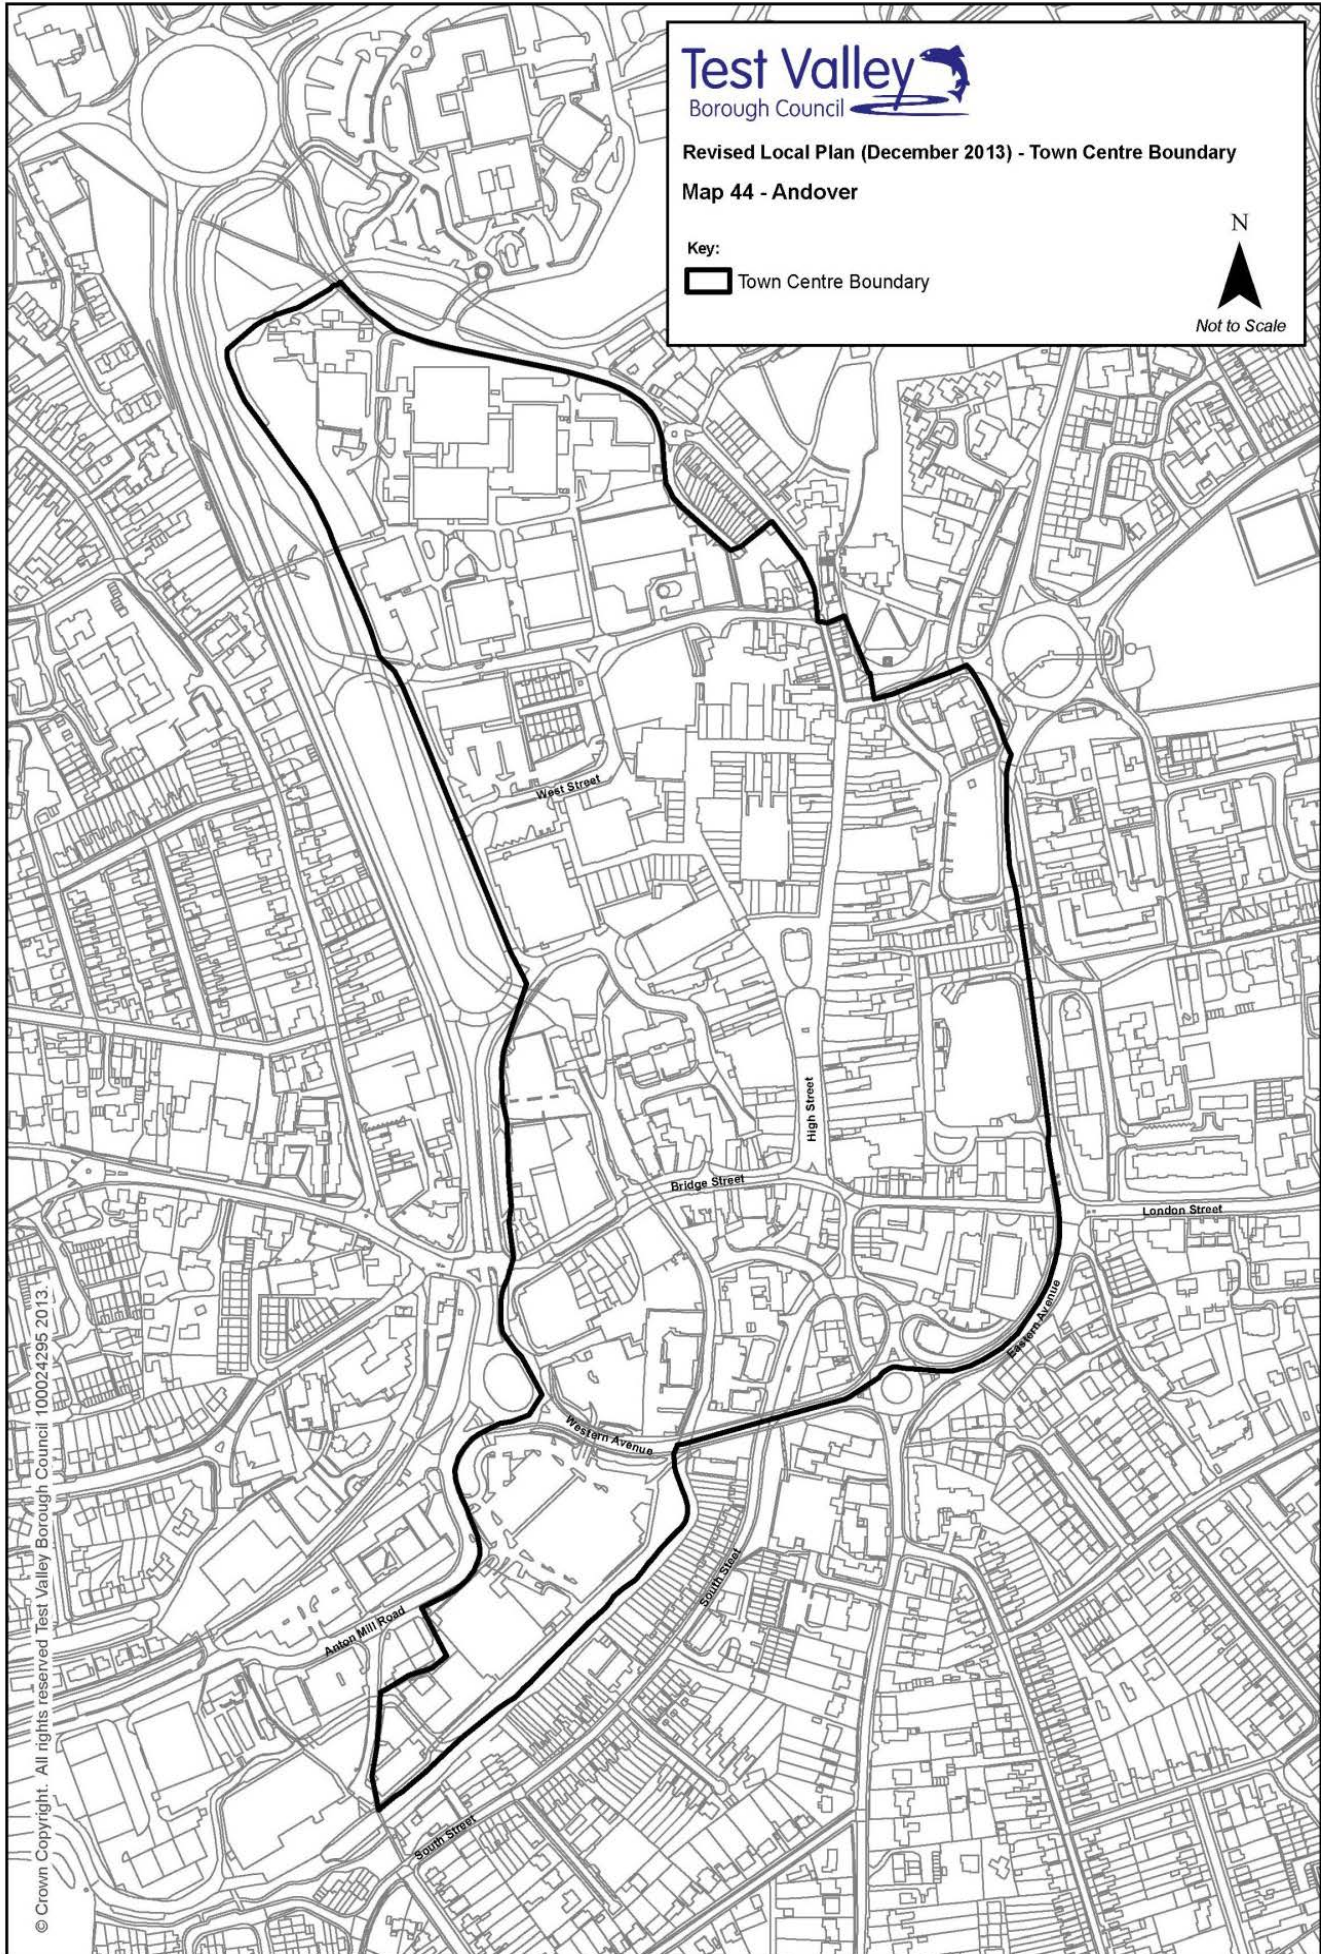 Test Valley
Borough Council
Revised Local Plan (December 2013) - Town Centre Boundary
Map 44 - Andover
Key:
Town Centre Boundary
N
Not to Scale
West Street
High Street
Bridge Street
London Street
Eastern Avenue
Western Avenue
South Steet
Anton Mill Road
South Street
© Crown Copyright. All rights reserved Test Valley Borough Council 100024295 2013.